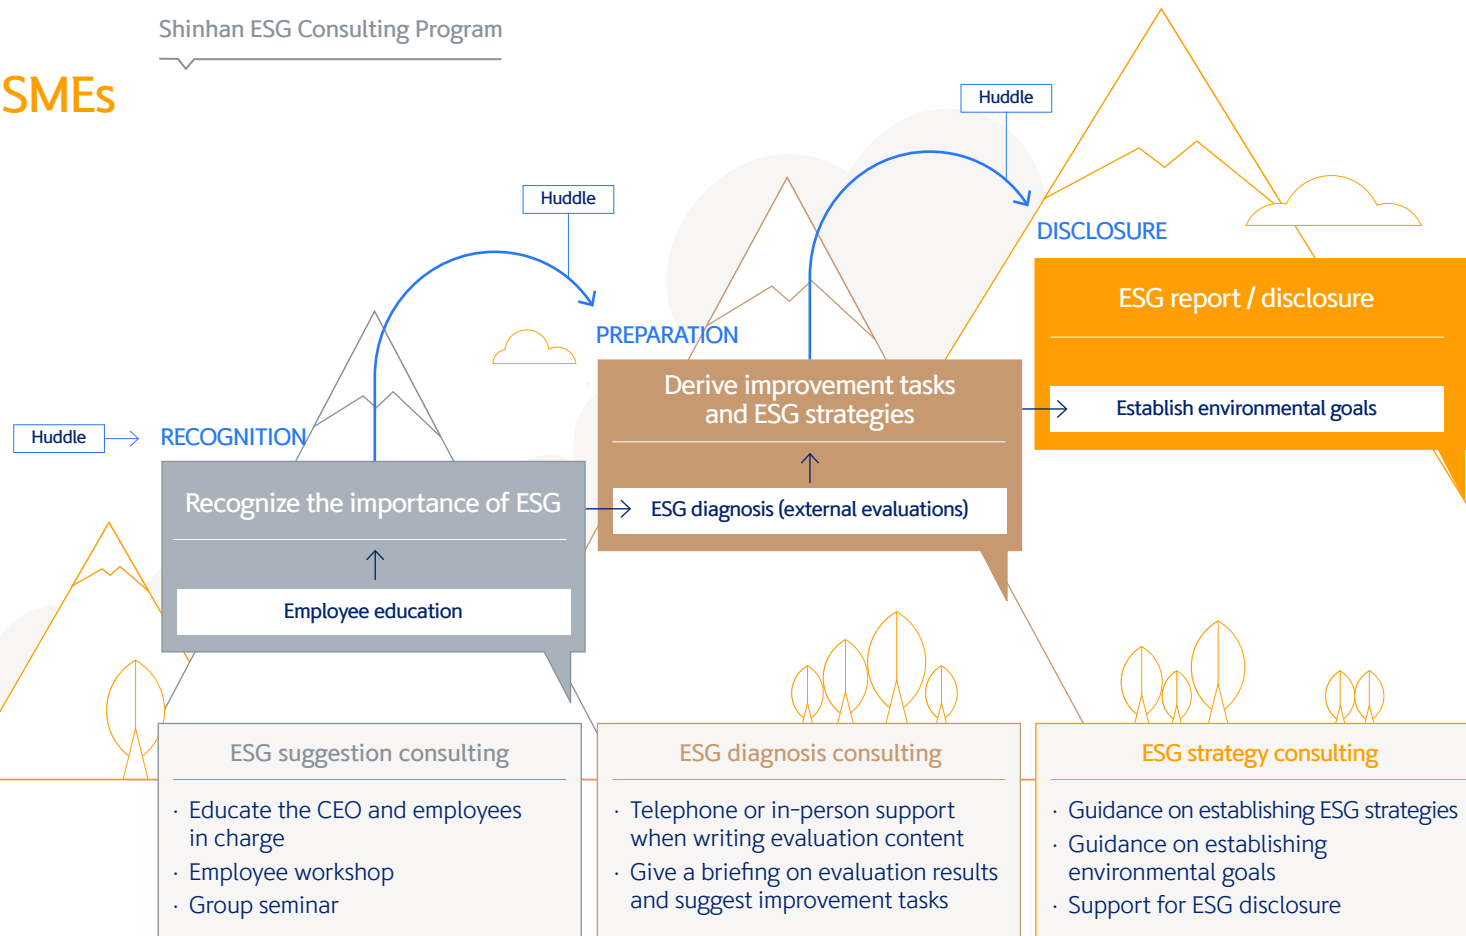 Shinhan ESG Consulting Program
SMEs
Huddle
RECOGNITION
Recognize the importance of ESG
Employee education
Huddle
PREPARATION
Derive improvement tasks
and ESG strategies
ESG diagnosis (external evaluations)
Huddle
DISCLOSURE
ESG report / disclosure
Establish environmental goals
ESG suggestion consulting
· Educate the CEO and employees
in charge
· Employee workshop
· Group seminar
ESG diagnosis consulting
· Telephone or in-person support
when writing evaluation content
· Give a briefing on evaluation results
and suggest improvement tasks
ESG strategy consulting
· Guidance on establishing ESG strategies
· Guidance on establishing
environmental goals
· Support for ESG disclosure